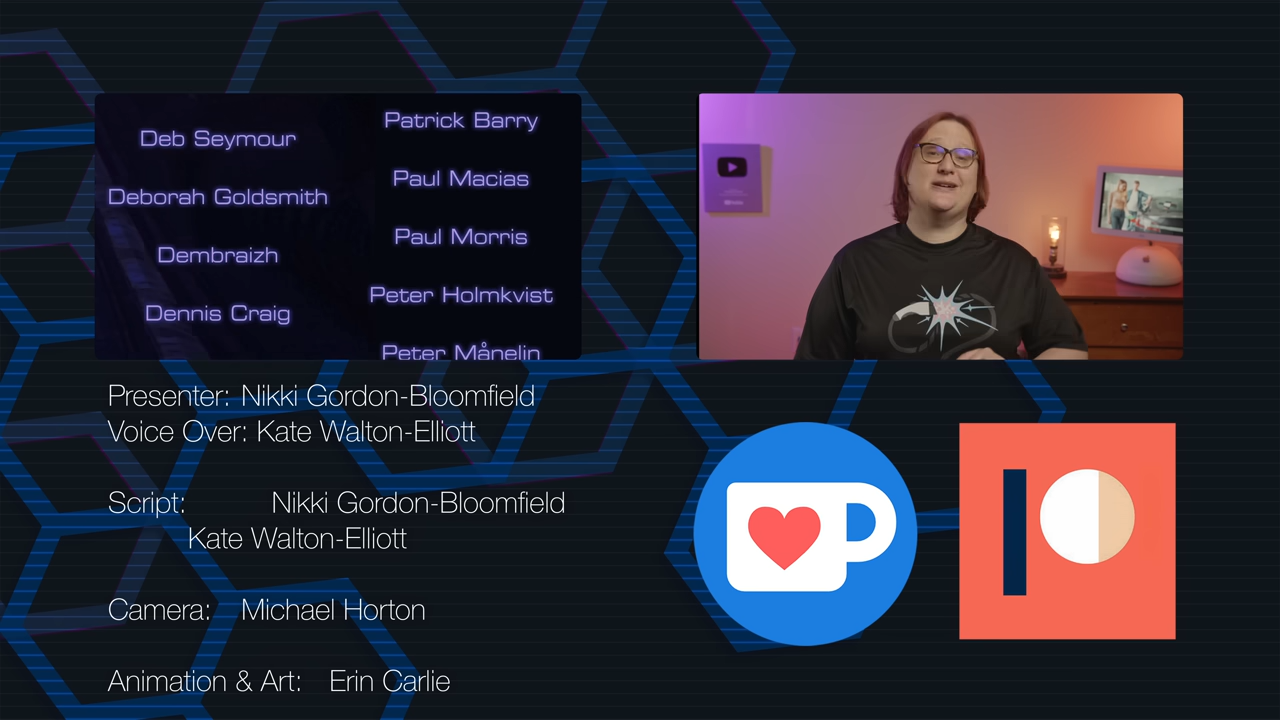 Deb Seymour
Deborah Goldsmith
Dembraizh
Dennis Craig
Patrick Barry
Paul Macias
Paul Morris
Peter Holmkvist
Peter Månelin
Presenter: Nikki Gordon-Bloomfield
Voice Over: Kate Walton-Elliott
Script: Nikki Gordon-Bloomfield
Kate Walton-Elliott
Camera: Michael Horton
Animation & Art: Erin Carlie